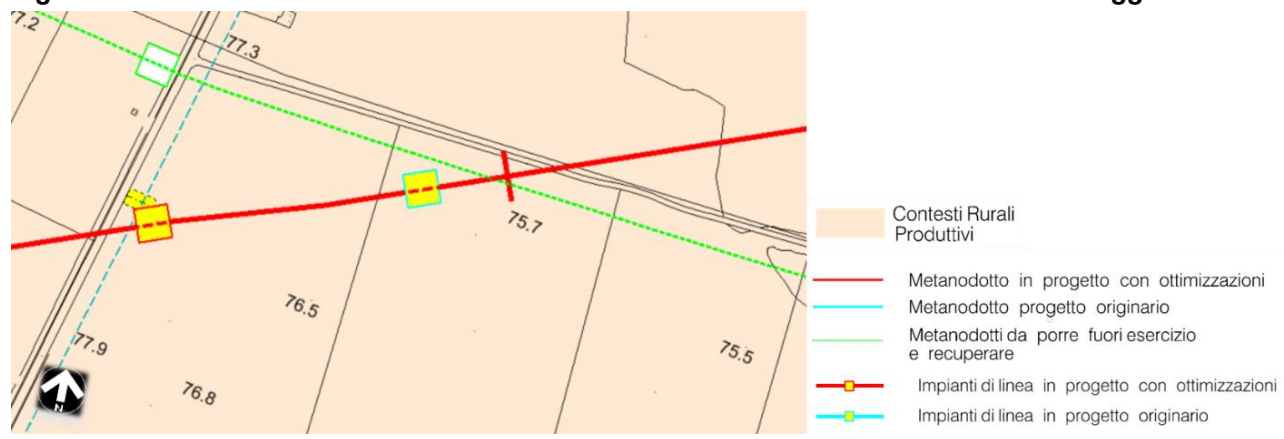 77.2
77.3
75.7
76.5
75.5
77.9
76.8
N
Contesti Rurali
Produttivi
Metanodotto in progetto con ottimizzazioni
Metanodotto progetto originario
Metanodotti da porre fuori esercizio
e recuperare
Impianti di linea in progetto con ottimizzazioni
Impianti di linea in progetto originario